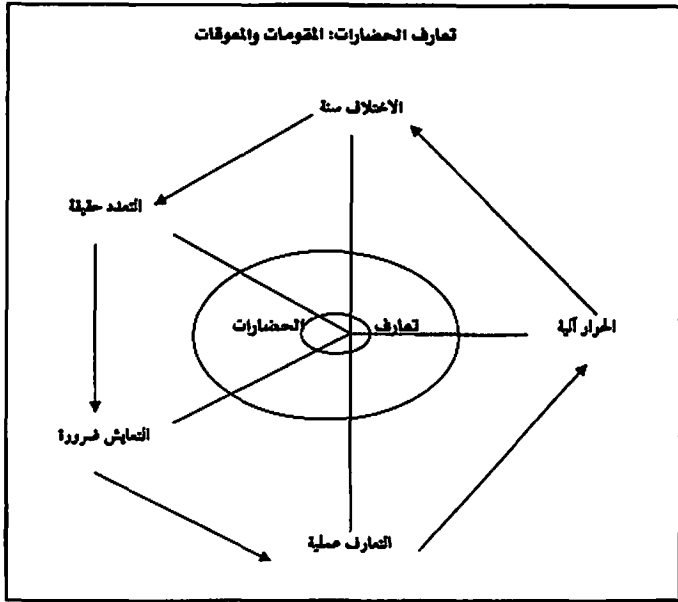 تعارف الحضارات: المقومات والمعوقات
الاختلاف سنة
التعدد حقيقة
الحوار آلية
تعارف الحضارات
التعايش ضرورة
التعارف عملية